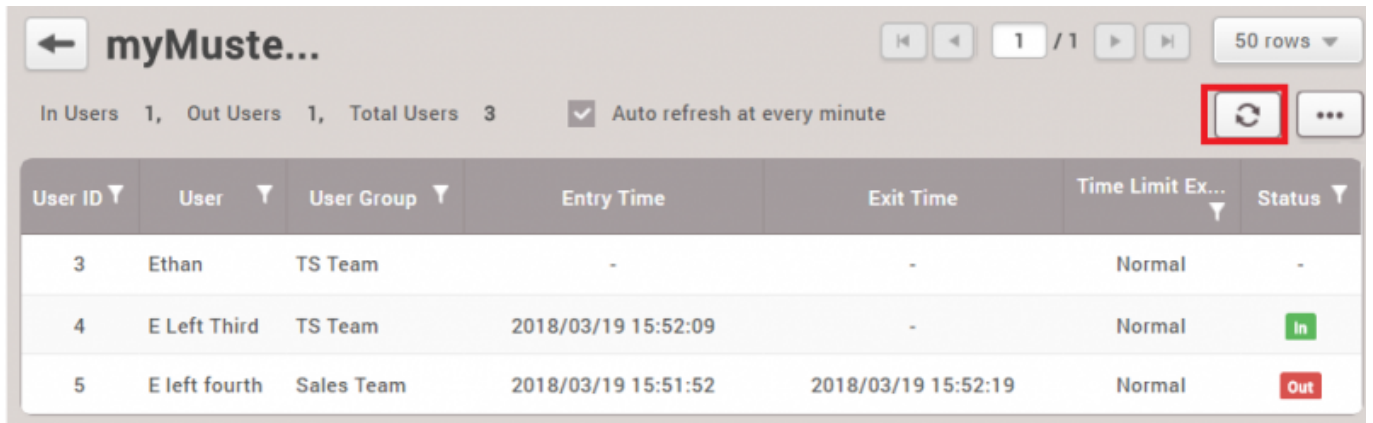 myMuste...
1 / 1
50 rows
In Users 1, Out Users 1, Total Users 3
Auto refresh at every minute
User ID User User Group Entry Time Exit Time Time Limit Ex... Status
3 Ethan TS Team - - Normal -
4 E Left Third TS Team 2018/03/19 15:52:09 - Normal In
5 E left fourth Sales Team 2018/03/19 15:51:52 2018/03/19 15:52:19 Normal Out